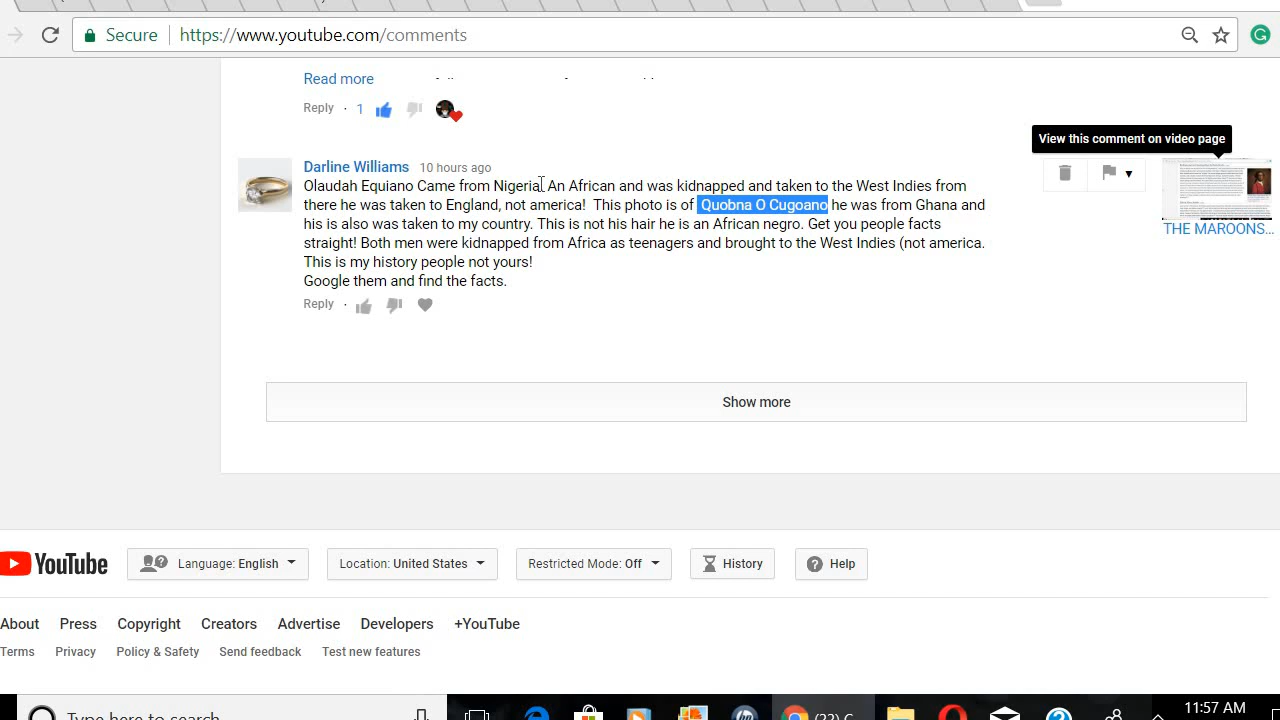 Secure https://www.youtube.com/comments
Read more
Reply · 1
View this comment on video page
Darline Williams 10 hours ago
Olaudah Equiano Came from Nigeria. An African and was kidnapped and taken to the West Indies from
there he was taken to England. not america! This photo is of Quobna O Cugoano he was from Ghana and
his is also was taken to my country. This is not his hair he is an African negro. Get you people facts
straight! Both men were kidnapped from Africa as teenagers and brought to the West Indies (not america.
This is my history people not yours!
Google them and find the facts.
THE MAROONS...
Reply ·
Show more
YouTube Language: English Location: United States Restricted Mode: Off History Help
About Press Copyright Creators Advertise Developers +YouTube
Terms Privacy Policy & Safety Send feedback Test new features
Type here to search
(22) C
11:57 AM